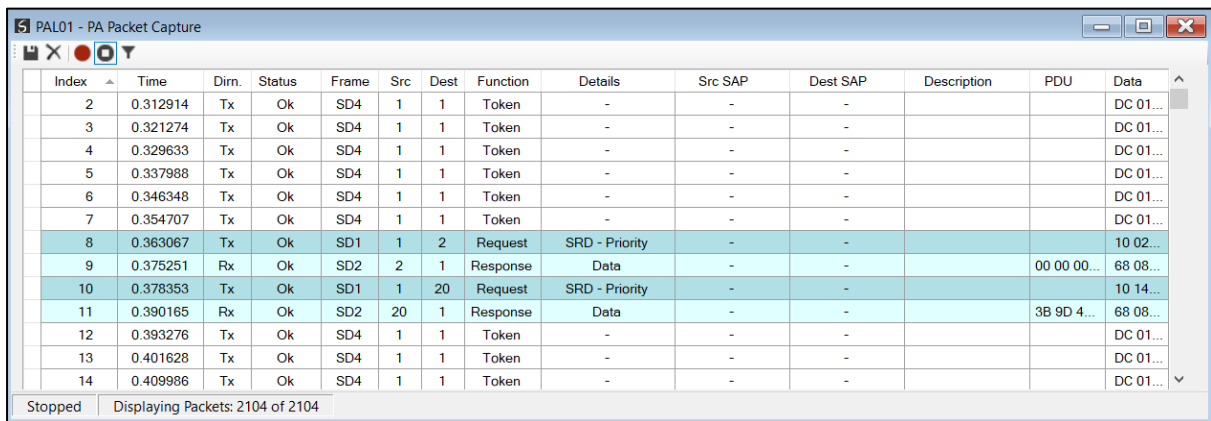 PAL01 - PA Packet Capture
Index Time Dirn. Status Frame Src Dest Function Details Src SAP Dest SAP Description PDU Data
2 0.312914 Tx Ok SD4 1 1 Token - - - DC 01...
3 0.321274 Tx Ok SD4 1 1 Token - - - DC 01...
4 0.329633 Tx Ok SD4 1 1 Token - - - DC 01...
5 0.337988 Tx Ok SD4 1 1 Token - - - DC 01...
6 0.346348 Tx Ok SD4 1 1 Token - - - DC 01...
7 0.354707 Tx Ok SD4 1 1 Token - - - DC 01...
8 0.363067 Tx Ok SD1 1 2 Request SRD - Priority - - 10 02...
9 0.375251 Rx Ok SD2 2 1 Response Data - - 00 00 00... 68 08...
10 0.378353 Tx Ok SD1 1 20 Request SRD - Priority - - 10 14...
11 0.390165 Rx Ok SD2 20 1 Response Data - - 3B 9D 4... 68 08...
12 0.393276 Tx Ok SD4 1 1 Token - - - DC 01...
13 0.401628 Tx Ok SD4 1 1 Token - - - DC 01...
14 0.409986 Tx Ok SD4 1 1 Token - - - DC 01...
Stopped Displaying Packets: 2104 of 2104